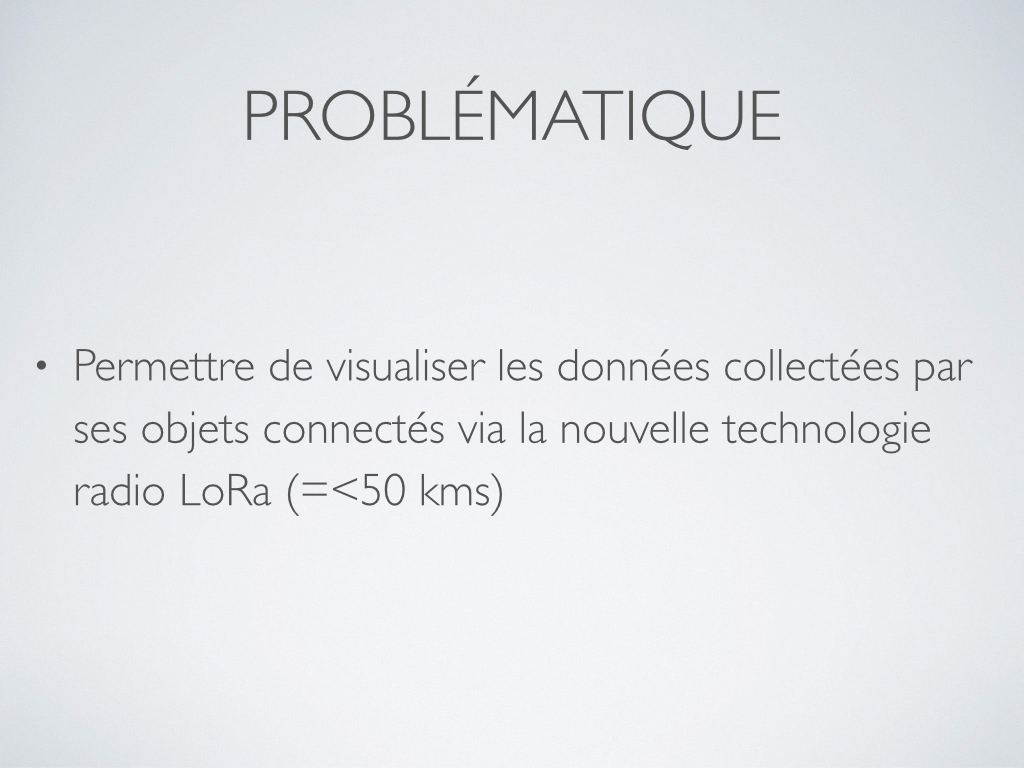 PROBLÉMATIQUE
• Permettre de visualiser les données collectées par
ses objets connectés via la nouvelle technologie
radio LoRa (=<50 kms)